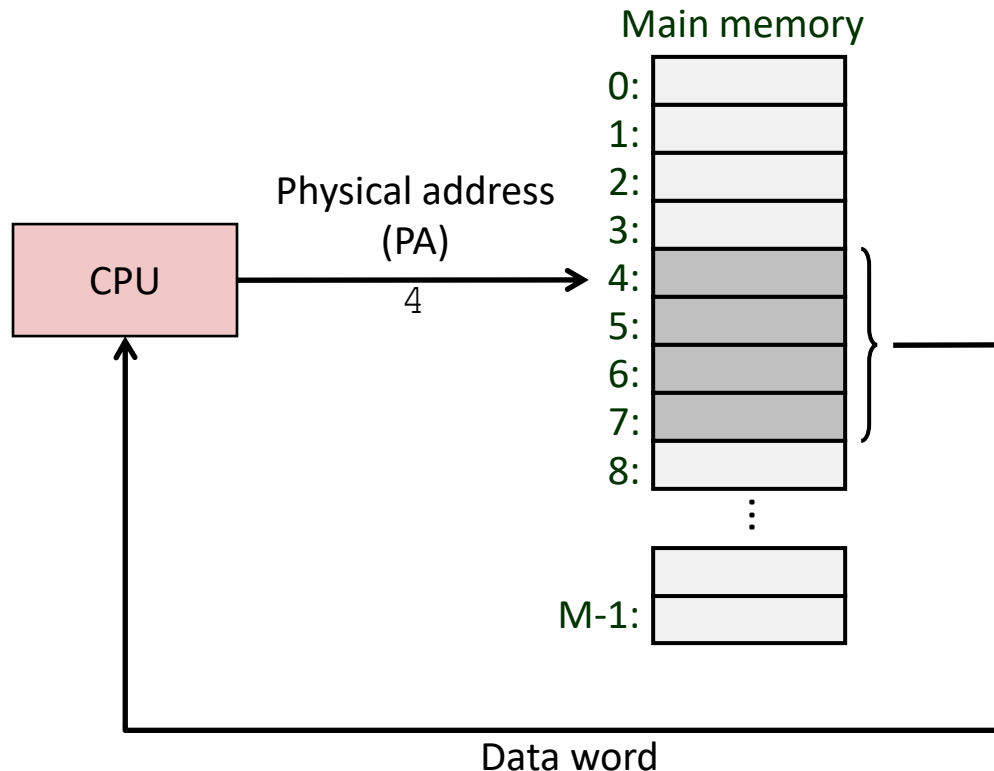 Main memory
0:
1:
2:
3:
4:
5:
6:
7:
8:
...
M-1:
Physical address
(PA)
4
CPU
Data word